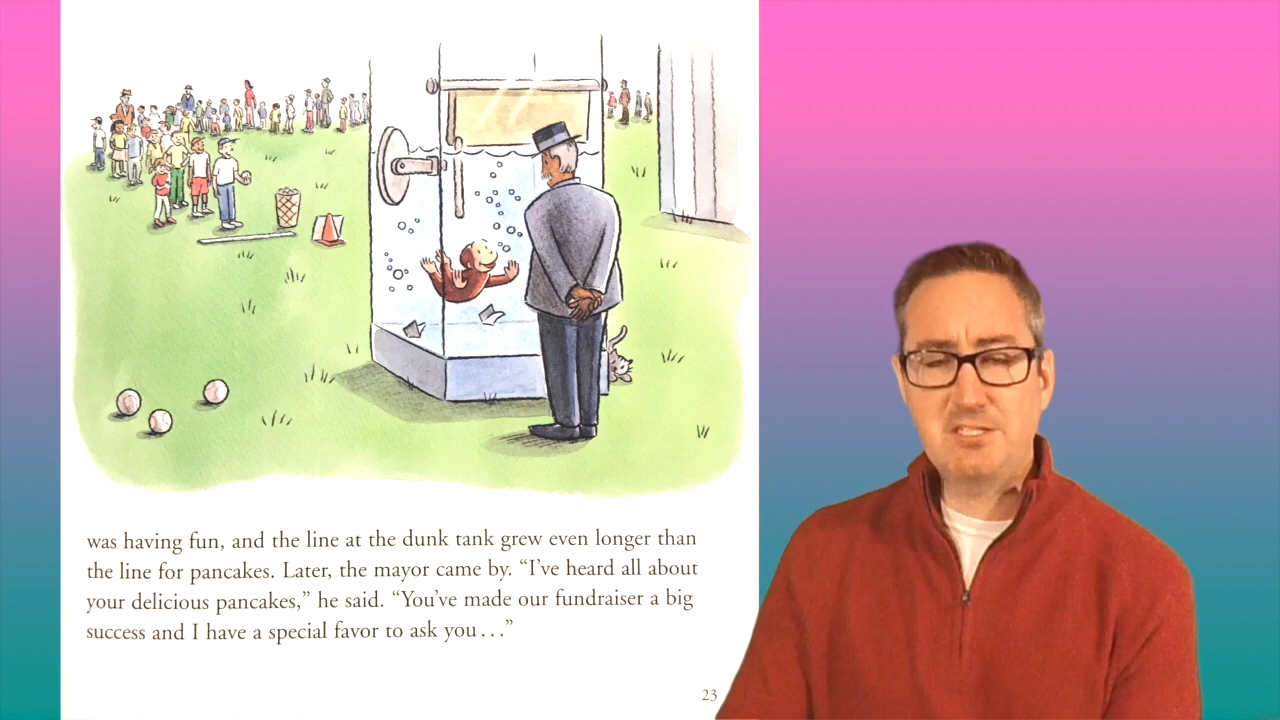 was having fun, and the line at the dunk tank grew even longer than
the line for pancakes. Later, the mayor came by. “I’ve heard all about
your delicious pancakes,” he said. “You’ve made our fundraiser a big
success and I have a special favor to ask you . . .”
23